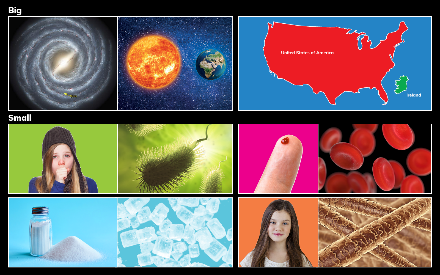 Big
United States of America
Ireland
Small